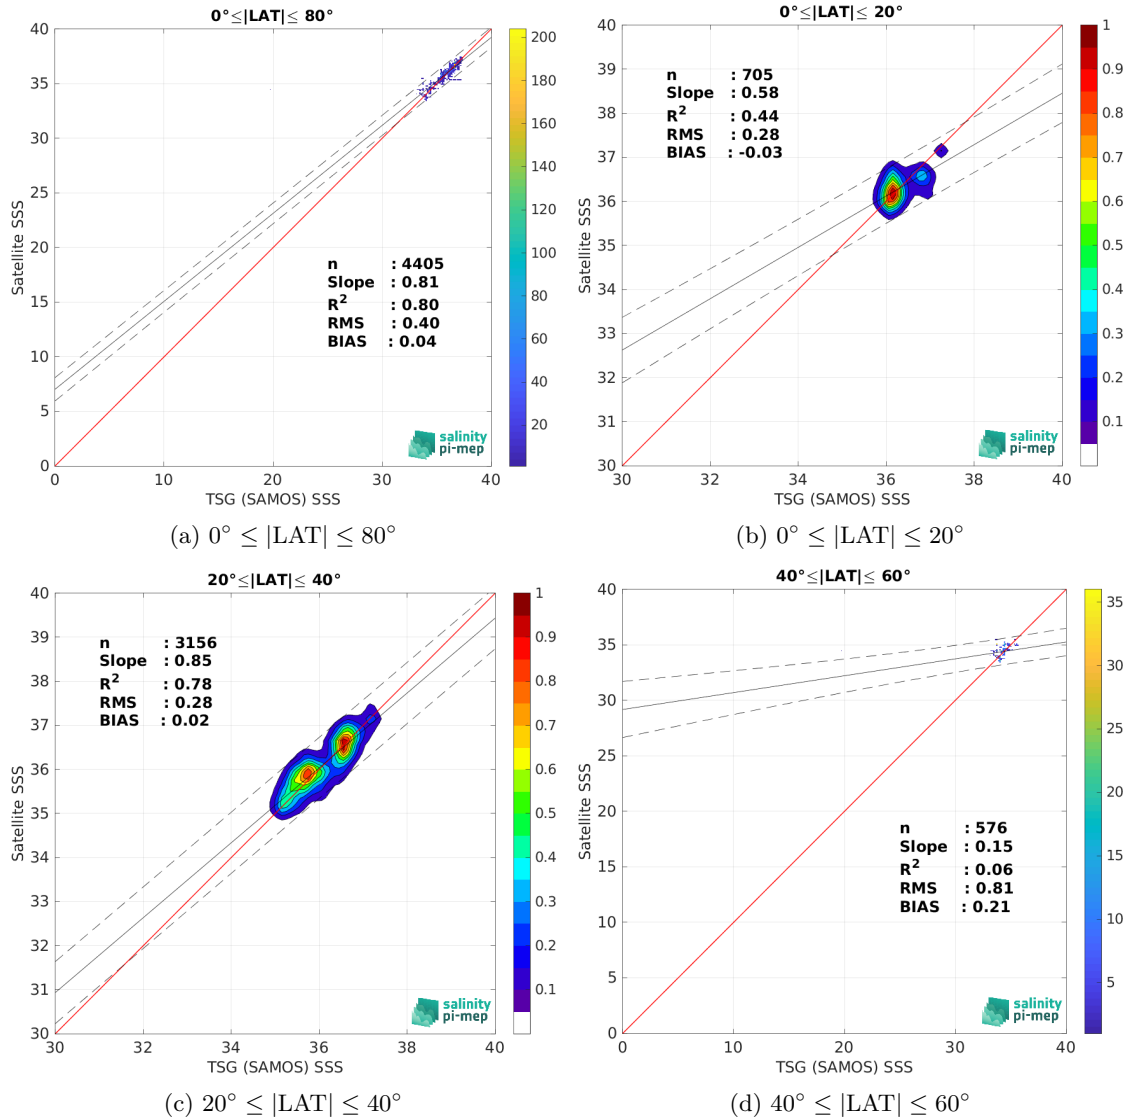 0°≤|LAT|≤ 80°
40
35
30
25
20
15
10
5
0
Satellite SSS
n : 4405
Slope : 0.81
R² : 0.80
RMS : 0.40
BIAS : 0.04
salinity
pi-mep
0 10 20 30 40
TSG (SAMOS) SSS
200
180
160
140
120
100
80
60
40
20
(a) 0° ≤ |LAT| ≤ 80°
0°≤|LAT|≤ 20°
40
39
38
37
36
35
34
33
32
31
30
Satellite SSS
n : 705
Slope : 0.58
R² : 0.44
RMS : 0.28
BIAS : -0.03
salinity
pi-mep
30 32 34 36 38 40
TSG (SAMOS) SSS
1
0.9
0.8
0.7
0.6
0.5
0.4
0.3
0.2
0.1
(b) 0° ≤ |LAT| ≤ 20°
20°≤|LAT|≤ 40°
40
39
38
37
36
35
34
33
32
31
30
Satellite SSS
n : 3156
Slope : 0.85
R² : 0.78
RMS : 0.28
BIAS : 0.02
salinity
pi-mep
30 32 34 36 38 40
TSG (SAMOS) SSS
1
0.9
0.8
0.7
0.6
0.5
0.4
0.3
0.2
0.1
(c) 20° ≤ |LAT| ≤ 40°
40°≤|LAT|≤ 60°
40
35
30
25
20
15
10
5
0
Satellite SSS
n : 576
Slope : 0.15
R² : 0.06
RMS : 0.81
BIAS : 0.21
salinity
pi-mep
0 10 20 30 40
TSG (SAMOS) SSS
35
30
25
20
15
10
5
(d) 40° ≤ |LAT| ≤ 60°